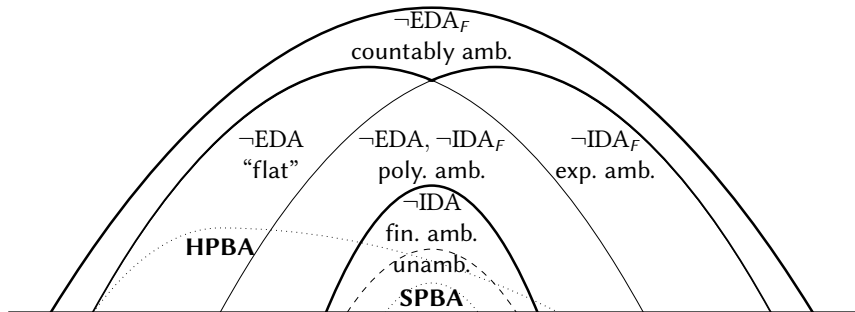 ¬EDA_F
countably amb.
¬EDA
“flat”
¬EDA, ¬IDA_F
poly. amb.
¬IDA_F
exp. amb.
¬IDA
fin. amb.
HPBA
unamb.
SPBA